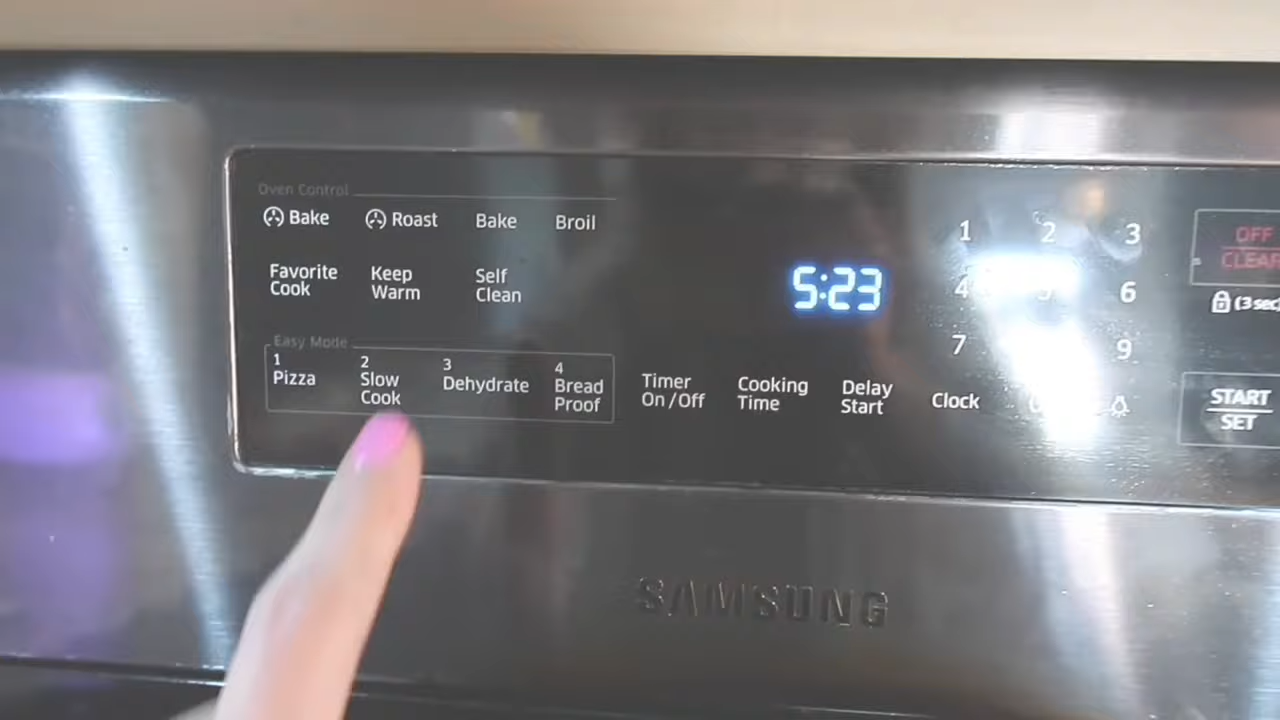 Oven Control
Bake Roast Bake Broil
Favorite Cook
Keep Warm
Self Clean
5:23
1 2 3
4 5 6
7 9
OFF
CLEAR
(3 sec)
Easy Mode
1 Pizza
2 Slow Cook
3 Dehydrate
4 Bread Proof
Timer On/Off
Cooking Time
Delay Start
Clock
START
SET
SAMSUNG